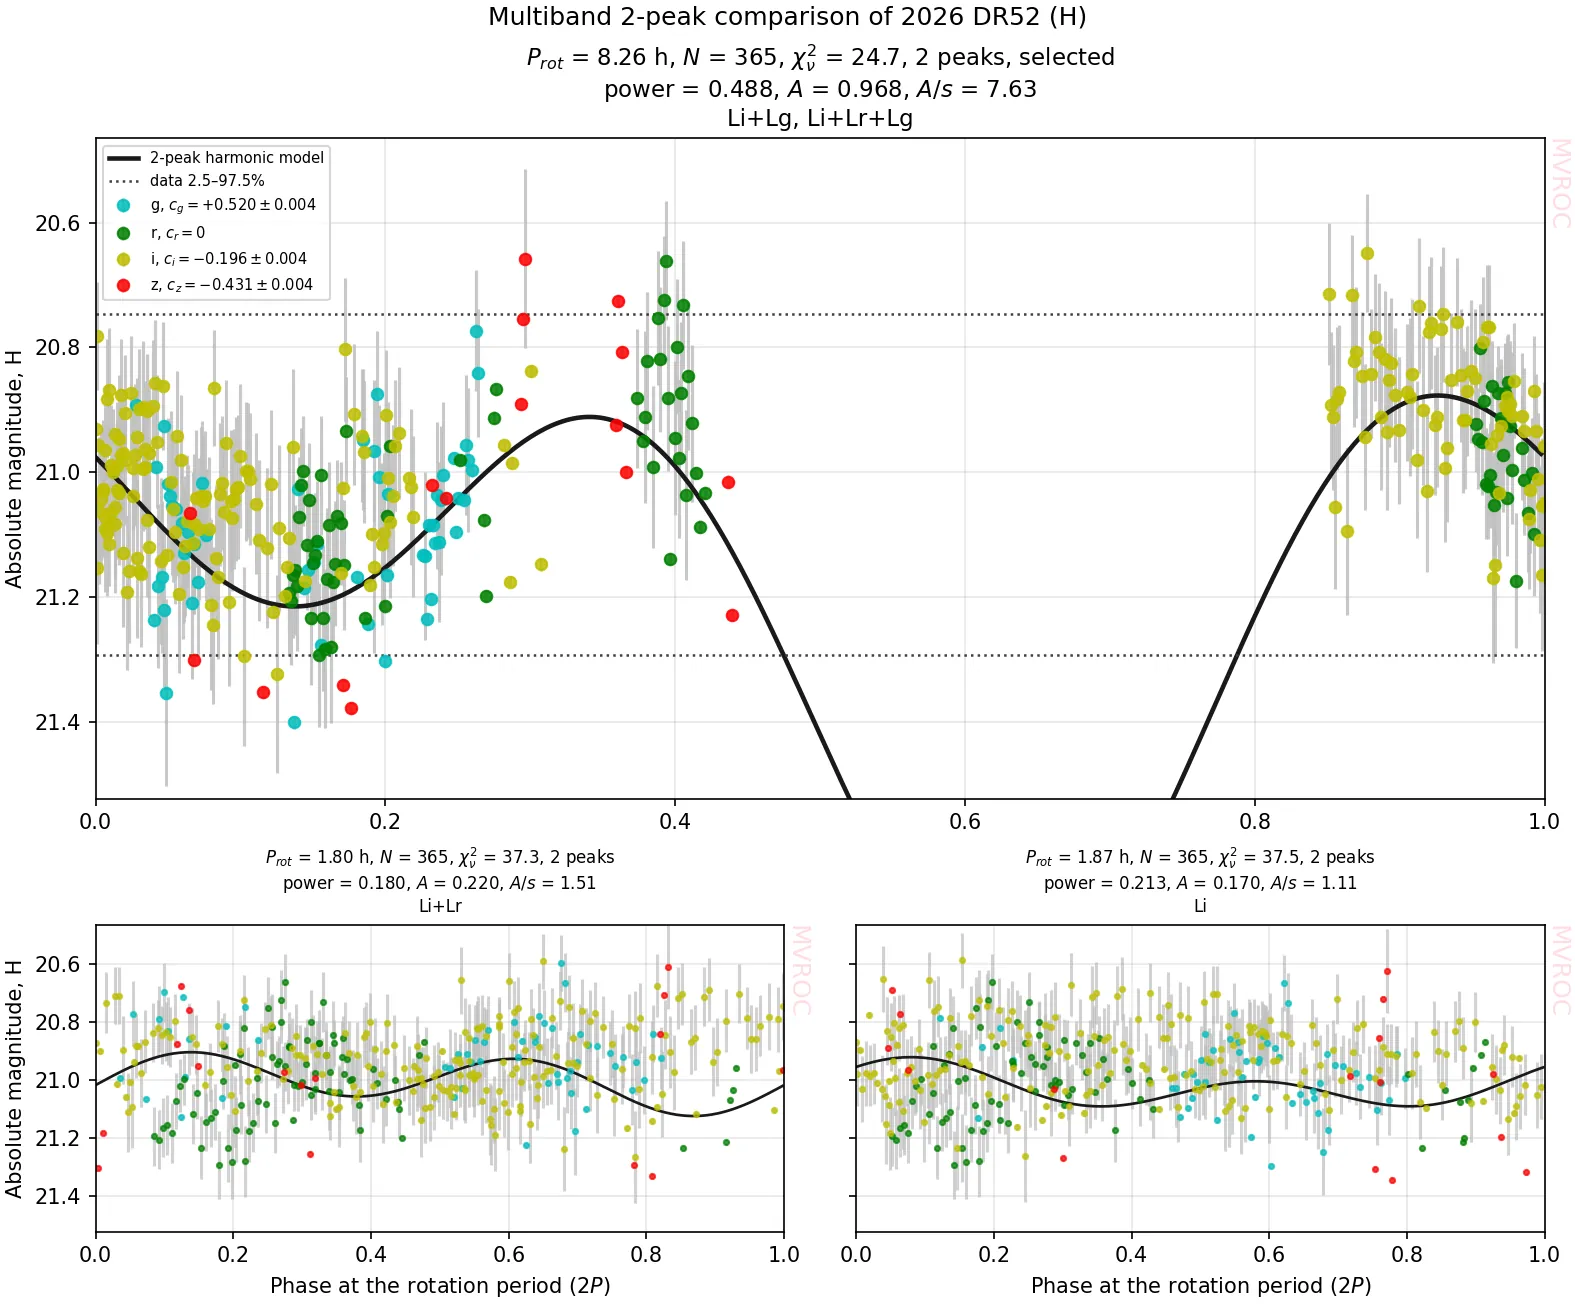 Multiband 2-peak comparison of 2026 DR52 (H)
P_rot = 8.26 h, N = 365, χ²_ν = 24.7, 2 peaks, selected
power = 0.488, A = 0.968, A/s = 7.63
Li+Lg, Li+Lr+Lg
2-peak harmonic model
data 2.5–97.5%
g, c_g = +0.520 ± 0.004
r, c_r = 0
i, c_i = −0.196 ± 0.004
z, c_z = −0.431 ± 0.004
MVROC
Absolute magnitude, H
20.6
20.8
21.0
21.2
21.4
0.0 0.2 0.4 0.6 0.8 1.0
P_rot = 1.80 h, N = 365, χ²_ν = 37.3, 2 peaks
power = 0.180, A = 0.220, A/s = 1.51
Li+Lr
MVROC
Absolute magnitude, H
20.6
20.8
21.0
21.2
21.4
0.0 0.2 0.4 0.6 0.8 1.0
Phase at the rotation period (2P)
P_rot = 1.87 h, N = 365, χ²_ν = 37.5, 2 peaks
power = 0.213, A = 0.170, A/s = 1.11
Li
MVROC
0.0 0.2 0.4 0.6 0.8 1.0
Phase at the rotation period (2P)